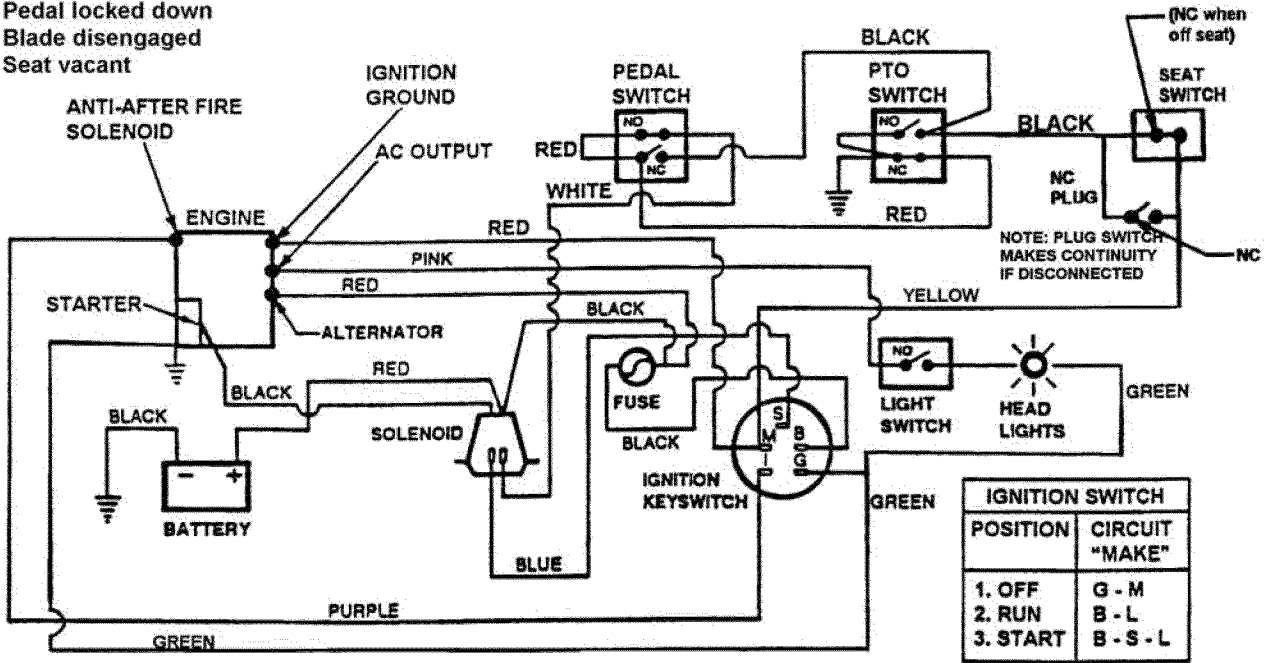 Pedal locked down
Blade disengaged
Seat vacant
ANTI-AFTER FIRE
SOLENOID
IGNITION
GROUND
AC OUTPUT
PEDAL
SWITCH
NO
NC
RED
WHITE
BLACK
PTO
SWITCH
NO
NC
RED
BLACK
(NC when
off seat)
SEAT
SWITCH
NC
PLUG
NOTE: PLUG SWITCH
MAKES CONTINUITY
IF DISCONNECTED
NC
ENGINE
RED
PINK
RED
STARTER
ALTERNATOR
BLACK
YELLOW
RED
BLACK
BLACK
SOLENOID
FUSE
BLACK
NO
LIGHT
SWITCH
HEAD
LIGHTS
GREEN
S
M
B
I
G
IGNITION
KEYSWITCH
GREEN
- +
BATTERY
BLUE
PURPLE
GREEN
IGNITION SWITCH
POSITION CIRCUIT
"MAKE"
1. OFF G - M
2. RUN B - L
3. START B - S - L